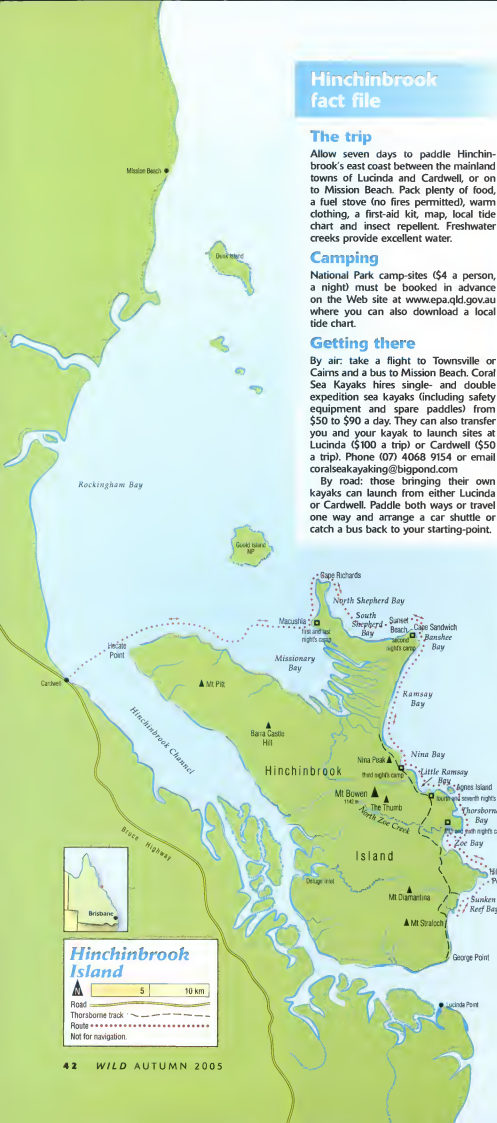 Hinchinbrook
fact file
The trip
Allow seven days to paddle Hinchin-
brook's east coast between the mainland
towns of Lucinda and Cardwell, or on
to Mission Beach. Pack plenty of food,
a fuel stove (no fires permitted), warm
clothing, a first-aid kit, map, local tide
chart and insect repellent. Freshwater
creeks provide excellent water.
Camping
National Park camp-sites ($4 a person,
a night) must be booked in advance
on the Web site at www.epa.qld.gov.au
where you can also download a local
tide chart.
Getting there
By air: take a flight to Townsville or
Cairns and a bus to Mission Beach. Coral
Sea Kayaks hires single- and double
expedition sea kayaks (including safety
equipment and spare paddles) from
$50 to $90 a day. They can also transfer
you and your kayak to launch sites at
Lucinda ($100 a trip) or Cardwell ($50
a trip). Phone (07) 4068 9154 or email
coralseakayaking@bigpond.com
By road: those bringing their own
kayaks can launch from either Lucinda
or Cardwell. Paddle both ways or travel
one way and arrange a car shuttle or
catch a bus back to your starting-point.
Mission Beach
Dunk Island
Rockingham Bay
Goold Island
NP
Cape Richards
North Shepherd Bay
South
Shepherd
Bay
Sunset
Beach
Cape Sandwich
Macushla
first and last
night's camp
second
night's camp
Banshee
Bay
Hecate
Point
Missionary
Bay
Cardwell
Mt Pitt
Ramsay
Bay
Hinchinbrook Channel
Barra Castle
Hill
Nina Peak
Nina Bay
Hinchinbrook
third night's camp
Little Ramsay
Bay
Agnes Island
Mt Bowen
1142 m
The Thumb
fourth and seventh night's
Thorsborne
Bay
North Zoe Creek
and sixth night's
Zoe Bay
Bruce Highway
Island
Deluge Inlet
Mt Diamantina
Sunken
Reef Bay
Mt Straloch
George Point
Lucinda Point
Brisbane
Hinchinbrook
Island
N
5 10 km
Road
Thorsborne track
Route
Not for navigation.
42 WILD AUTUMN 2005